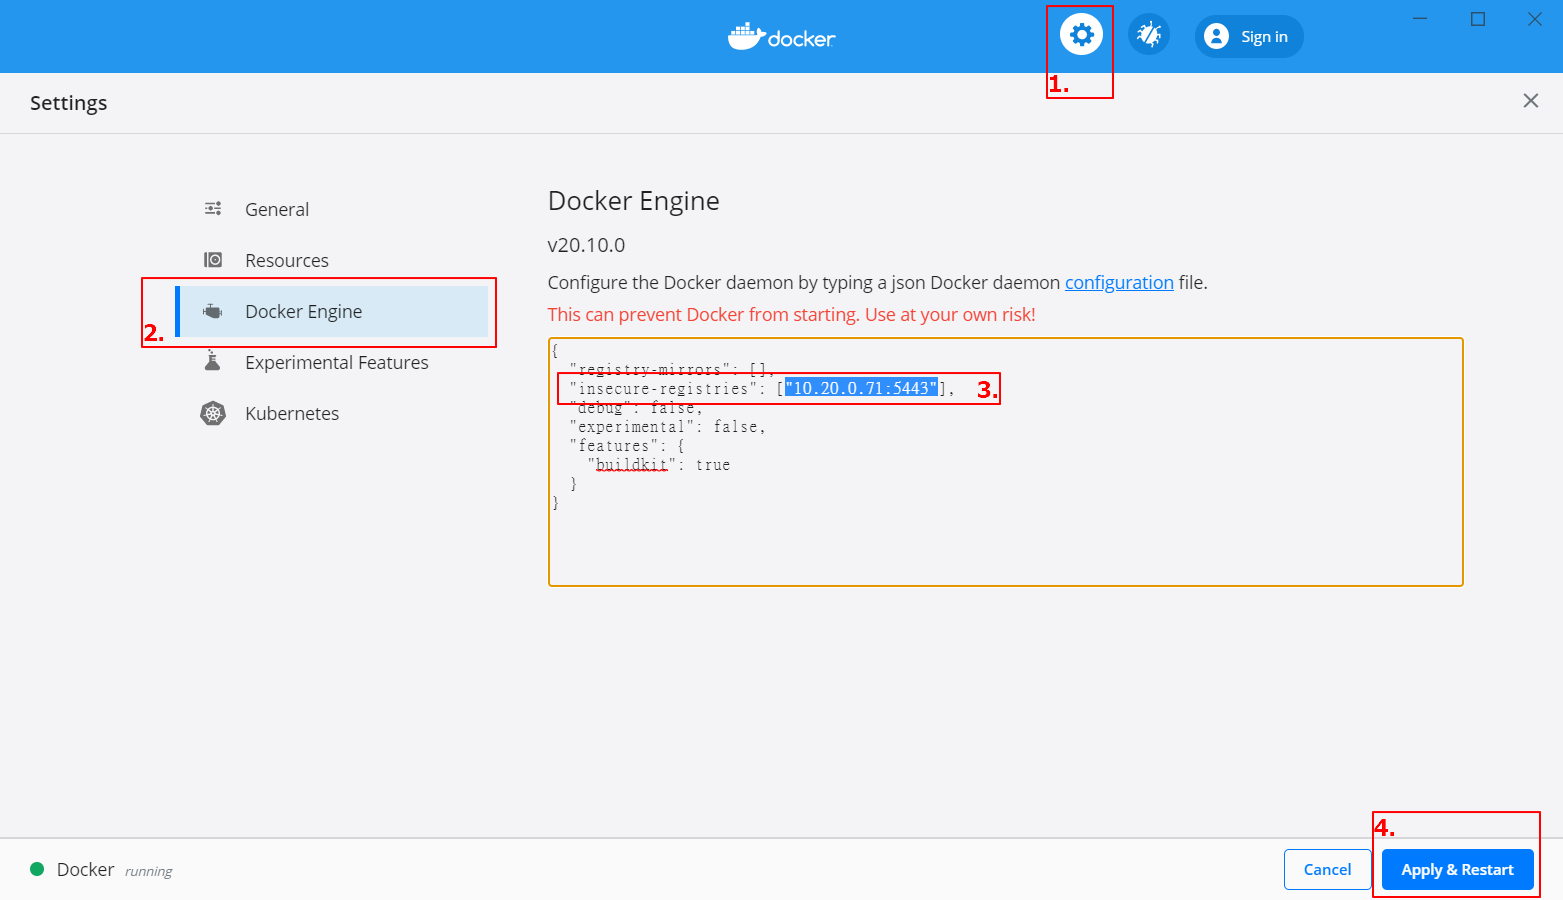 docker
Sign in
1.
Settings
General
Resources
2.
Docker Engine
Experimental Features
Kubernetes
Docker Engine
v20.10.0
Configure the Docker daemon by typing a json Docker daemon configuration file.
This can prevent Docker from starting. Use at your own risk!
{
  "registry-mirrors": [],
  "insecure-registries": ["10.20.0.71:5443"],
3.
  "debug": false,
  "experimental": false,
  "features": {
    "buildkit": true
  }
}
4.
Docker running
Cancel
Apply & Restart